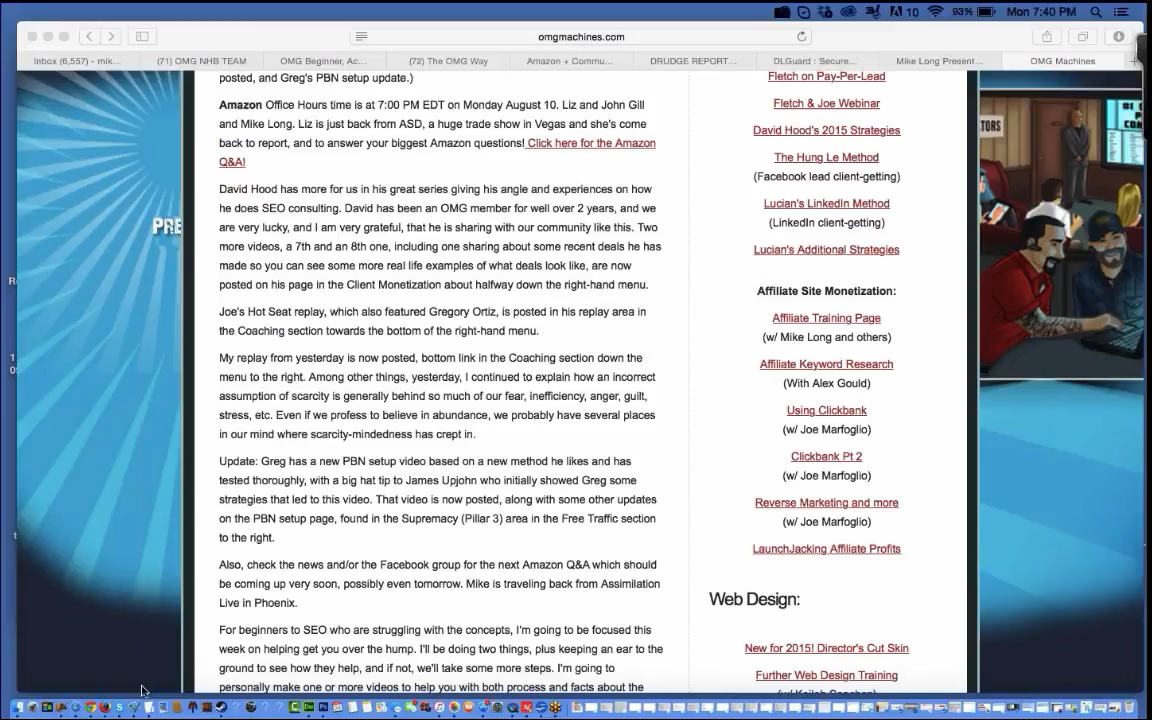 10
93%
Mon 7:40 PM
omgmachines.com
Inbox (6,557) - mik...
(71) OMG NHB TEAM
OMG Beginner, Ac...
(72) The OMG Way
Amazon + Commu...
DRUDGE REPORT...
DLGuard : Secure...
Mike Long Present...
OMG Machines
posted, and Greg's PBN setup update.)
Amazon Office Hours time is at 7:00 PM EDT on Monday August 10. Liz and John Gill
and Mike Long. Liz is just back from ASD, a huge trade show in Vegas and she's come
back to report, and to answer your biggest Amazon questions! Click here for the Amazon
Q&A!
David Hood has more for us in his great series giving his angle and experiences on how
he does SEO consulting. David has been an OMG member for well over 2 years, and we
are very lucky, and I am very grateful, that he is sharing with our community like this. Two
more videos, a 7th and an 8th one, including one sharing about some recent deals he has
made so you can see some more real life examples of what deals look like, are now
posted on his page in the Client Monetization about halfway down the right-hand menu.
Joe's Hot Seat replay, which also featured Gregory Ortiz, is posted in his replay area in
the Coaching section towards the bottom of the right-hand menu.
My replay from yesterday is now posted, bottom link in the Coaching section down the
menu to the right. Among other things, yesterday, I continued to explain how an incorrect
assumption of scarcity is generally behind so much of our fear, inefficiency, anger, guilt,
stress, etc. Even if we profess to believe in abundance, we probably have several places
in our mind where scarcity-mindedness has crept in.
Update: Greg has a new PBN setup video based on a new method he likes and has
tested thoroughly, with a big hat tip to James Upjohn who initially showed Greg some
strategies that led to this video. That video is now posted, along with some other updates
on the PBN setup page, found in the Supremacy (Pillar 3) area in the Free Traffic section
to the right.
Also, check the news and/or the Facebook group for the next Amazon Q&A which should
be coming up very soon, possibly even tomorrow. Mike is traveling back from Assimilation
Live in Phoenix.
For beginners to SEO who are struggling with the concepts, I'm going to be focused this
week on helping get you over the hump. I'll be doing two things, plus keeping an ear to the
ground to see how they help, and if not, we'll take some more steps. I'm going to
personally make one or more videos to help you with both process and facts about the
Fletch on Pay-Per-Lead
Fletch & Joe Webinar
David Hood's 2015 Strategies
The Hung Le Method
(Facebook lead client-getting)
Lucian's LinkedIn Method
(LinkedIn client-getting)
Lucian's Additional Strategies
Affiliate Site Monetization:
Affiliate Training Page
(w/ Mike Long and others)
Affiliate Keyword Research
(With Alex Gould)
Using Clickbank
(w/ Joe Marfoglio)
Clickbank Pt 2
(w/ Joe Marfoglio)
Reverse Marketing and more
(w/ Joe Marfoglio)
LaunchJacking Affiliate Profits
Web Design:
New for 2015! Director's Cut Skin
Further Web Design Training
PRE
TORS
#1